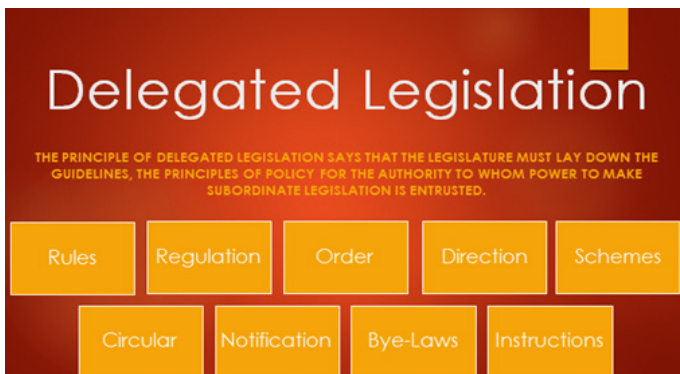 Delegated Legislation
THE PRINCIPLE OF DELEGATED LEGISLATION SAYS THAT THE LEGISLATURE MUST LAY DOWN THE
GUIDELINES, THE PRINCIPLES OF POLICY FOR THE AUTHORITY TO WHOM POWER TO MAKE
SUBORDINATE LEGISLATION IS ENTRUSTED.
Rules Regulation Order Direction Schemes
Circular Notification Bye-Laws Instructions